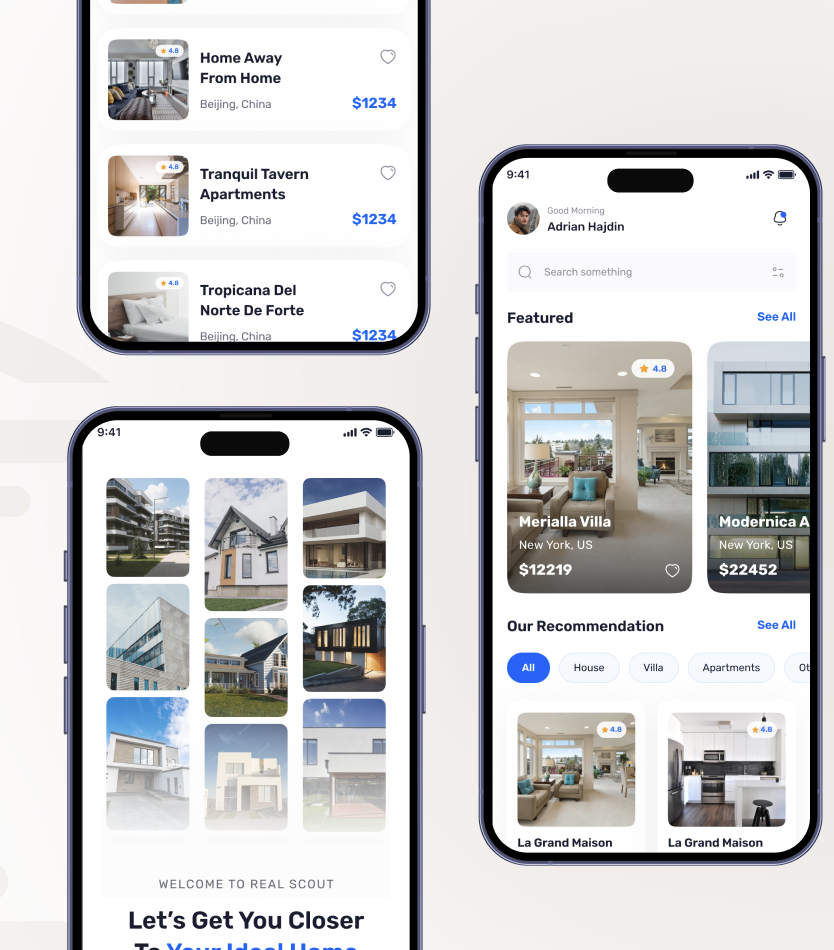 4.8
Home Away
From Home
Beijing, China
$1234
4.8
Tranquil Tavern
Apartments
Beijing, China
$1234
4.8
Tropicana Del
Norte De Forte
Beijing, China
$1234
9:41
WELCOME TO REAL SCOUT
Let’s Get You Closer
To Your Ideal Home
9:41
Good Morning
Adrian Hajdin
Search something
Featured
See All
4.8
Merialla Villa
New York, US
$12219
Modernica A
New York, US
$22452
Our Recommendation
See All
All
House
Villa
Apartments
Ot
4.8
La Grand Maison
4.8
La Grand Maison